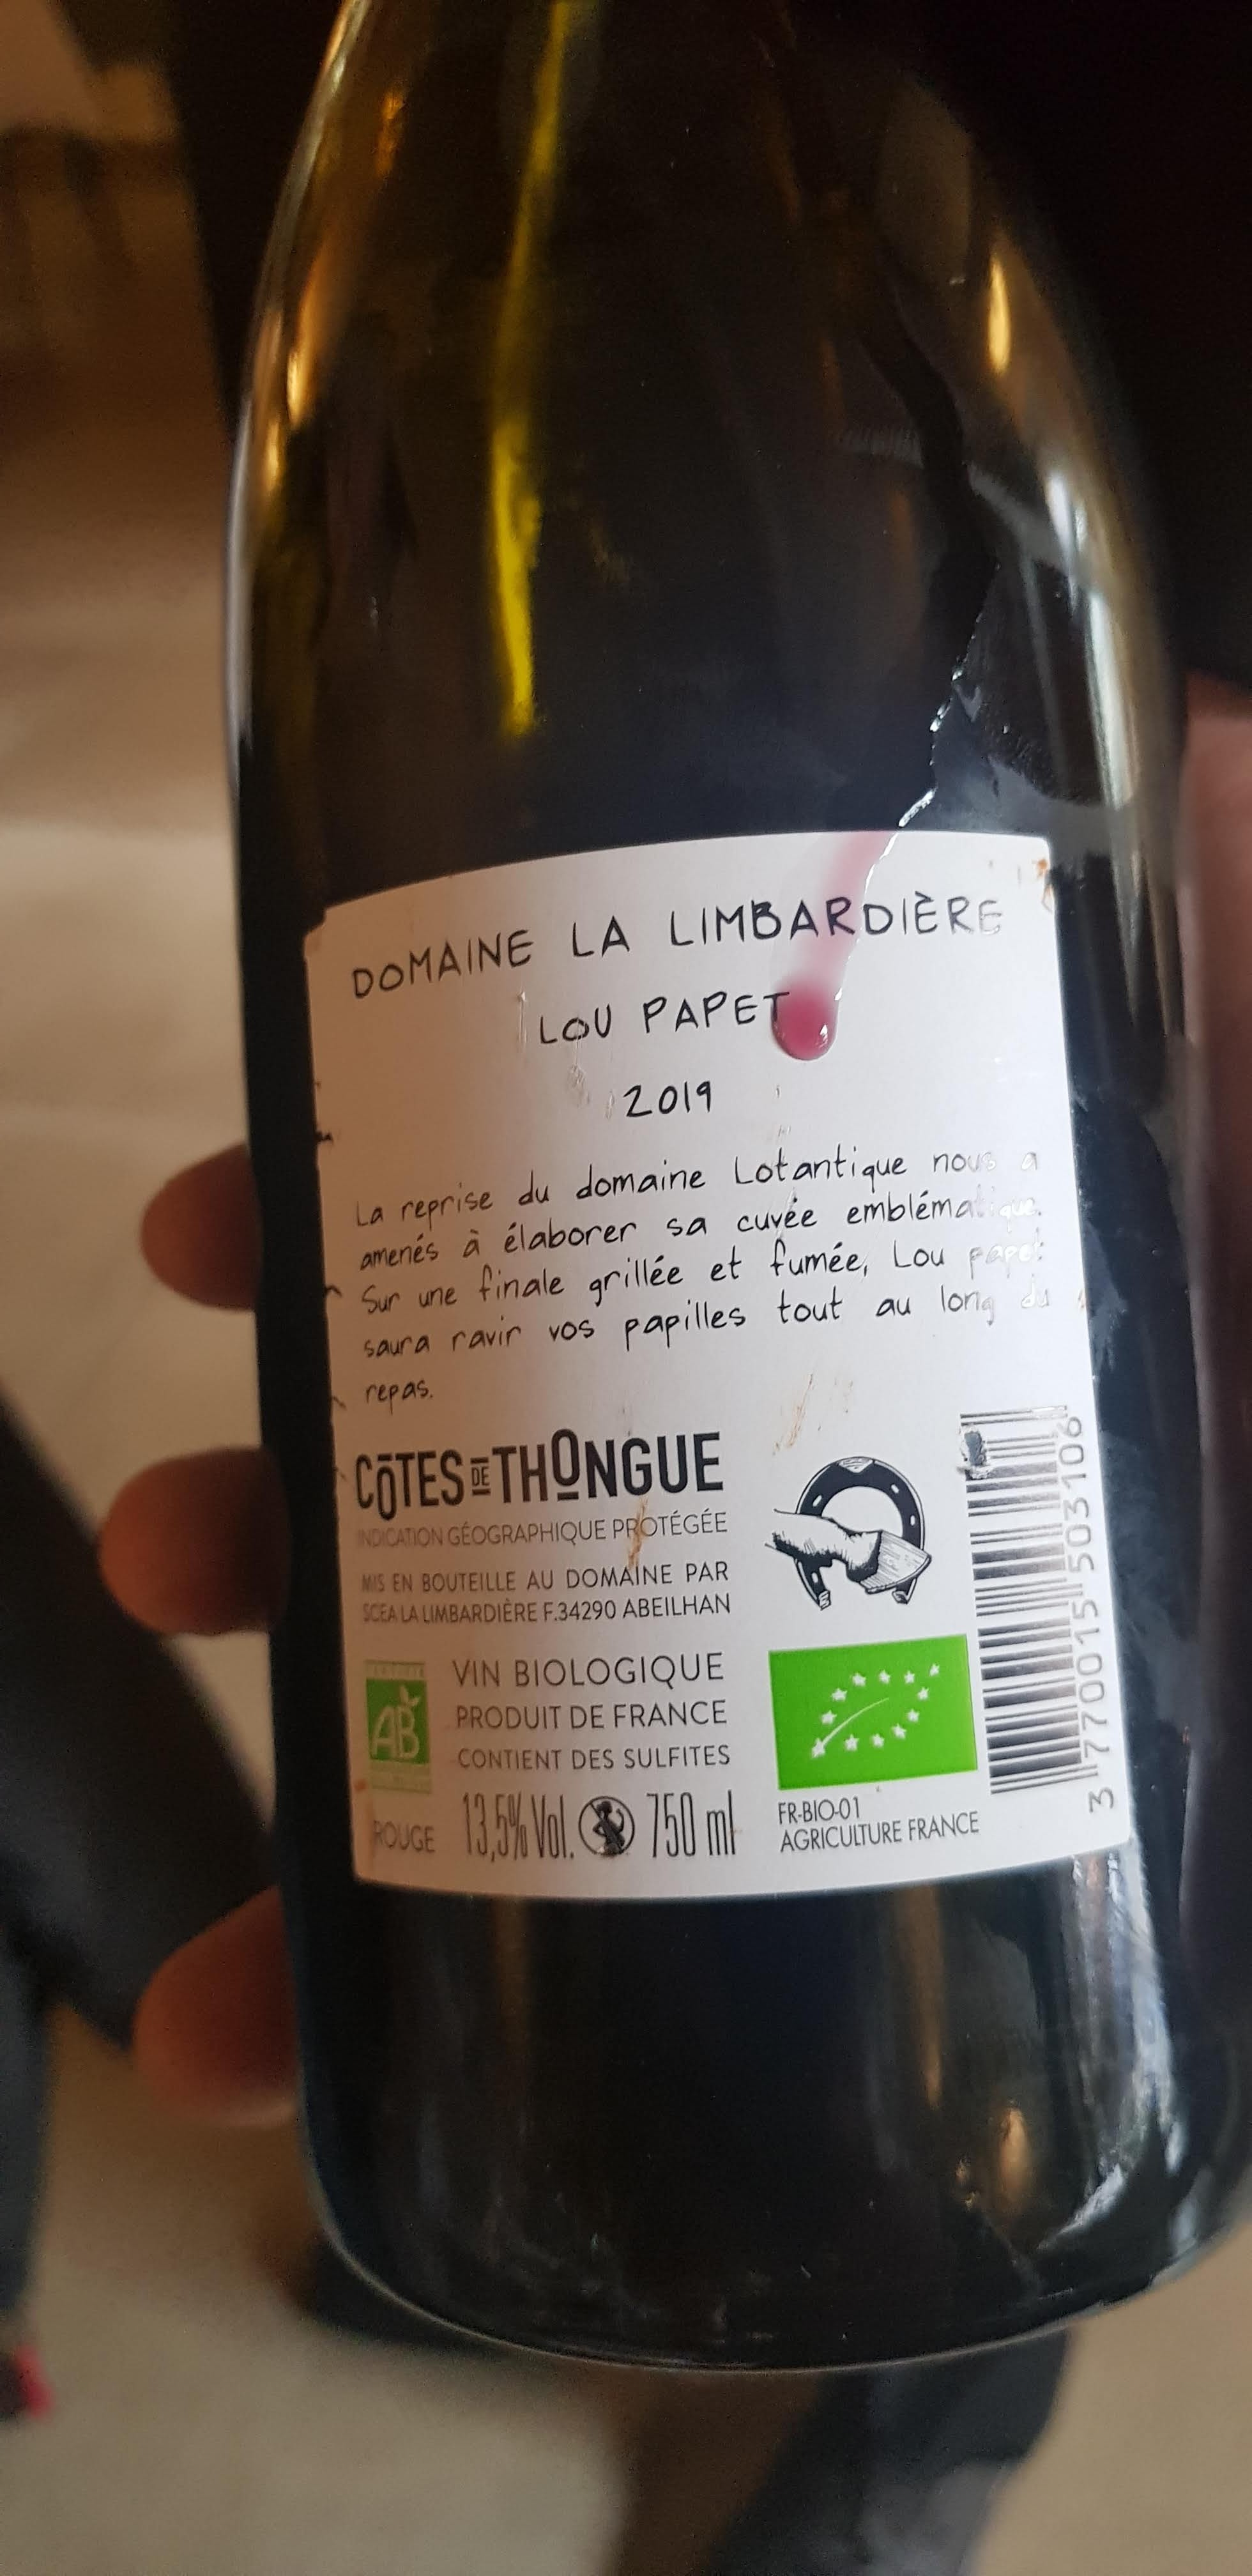 DOMAINE LA LIMBARDIÈRE
LOU PAPET
2019
La reprise du domaine Lotantique nous a
amenés à élaborer sa cuvée emblématique.
Sur une finale grillée et fumée, Lou papet
saura ravir vos papilles tout au long du
repas.
CŌTES DE THONGUE
INDICATION GÉOGRAPHIQUE PROTÉGÉE
MIS EN BOUTEILLE AU DOMAINE PAR
SCEA LA LIMBARDIÈRE F.34290 ABEILHAN
AB
VIN BIOLOGIQUE
PRODUIT DE FRANCE
CONTIENT DES SULFITES
ROUGE 13,5% Vol. 750 ml
FR-BIO-01
AGRICULTURE FRANCE
3 770015 503106